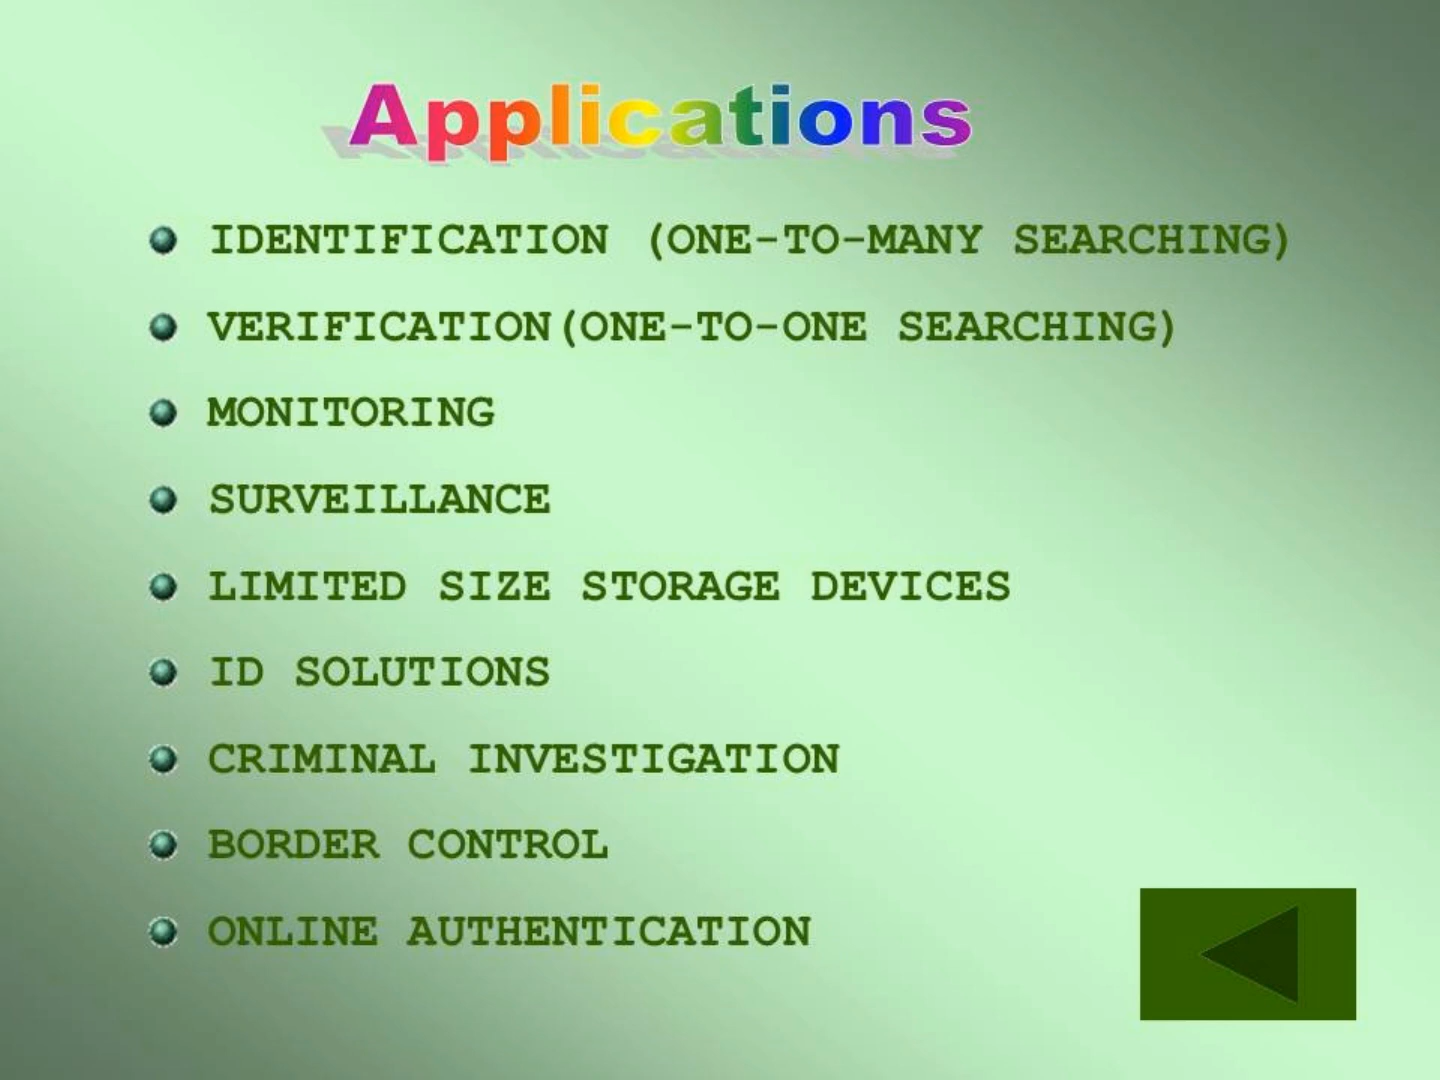 Applications
IDENTIFICATION (ONE-TO-MANY SEARCHING)
VERIFICATION(ONE-TO-ONE SEARCHING)
MONITORING
SURVEILLANCE
LIMITED SIZE STORAGE DEVICES
ID SOLUTIONS
CRIMINAL INVESTIGATION
BORDER CONTROL
ONLINE AUTHENTICATION